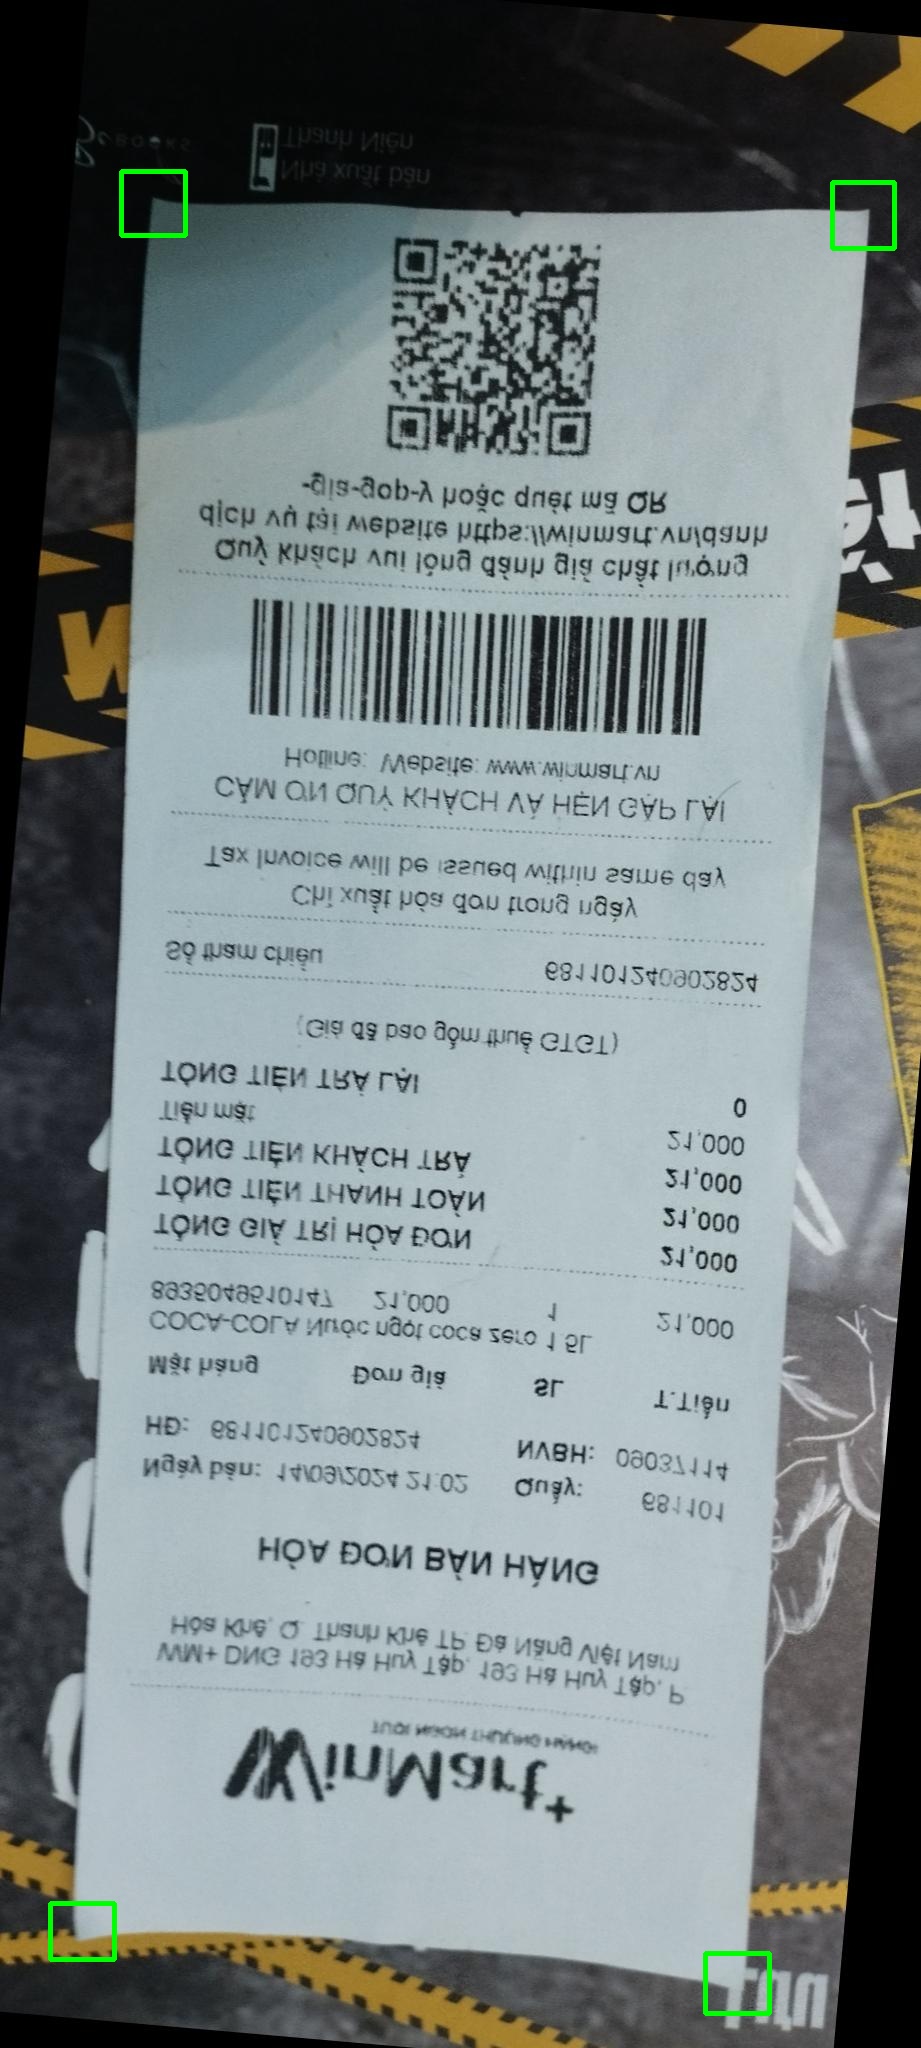 WinMart+
TƯƠI NGON THƯỢNG HẠNG!
WM+ DNG 193 Hà Huy Tập, 193 Hà Huy Tập, P.
Hòa Khê, Q. Thanh Khê TP. Đà Nẵng Việt Nam
HÓA ĐƠN BÁN HÀNG
Ngày bán: 14/09/2024 21:02 Quầy: 681101
HĐ: 681101240902824 NVBH: 09037114
Mặt hàng Đơn giá SL T.Tiền
COCA-COLA Nước ngọt coca zero 1 5L
8935049510147 21,000 1 21,000
TỔNG GIÁ TRỊ HÓA ĐƠN 21,000
TỔNG TIỀN THANH TOÁN 21,000
TỔNG TIỀN KHÁCH TRẢ 21,000
Tiền mặt 21,000
TỔNG TIỀN TRẢ LẠI 0
(Giá đã bao gồm thuế GTGT)
Số tham chiếu 681101240902824
Chỉ xuất hóa đơn trong ngày
Tax Invoice will be issued within same day
CẢM ƠN QUÝ KHÁCH VÀ HẸN GẶP LẠI
Hotline: Website: www.winmart.vn
Quý khách vui lòng đánh giá chất lượng
dịch vụ tại website https://winmart.vn/danh
-gia-gop-y hoặc quét mã QR
Nhà xuất bản
Thanh Niên